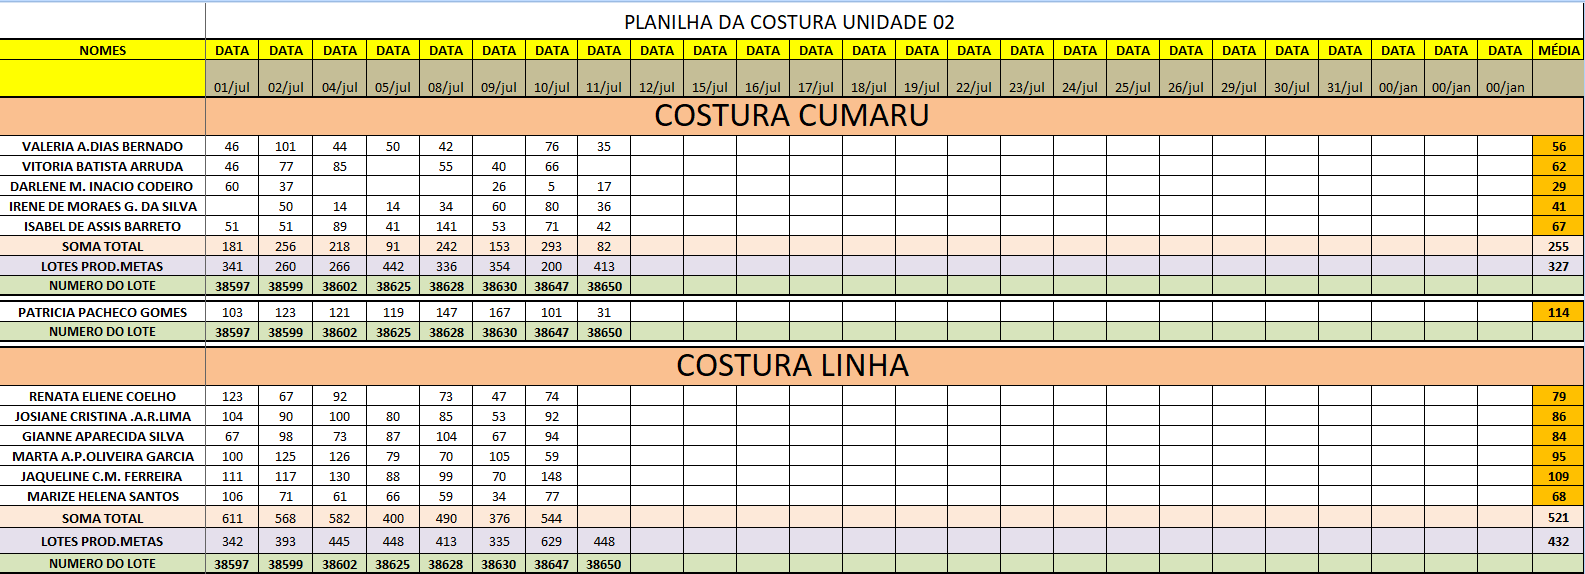 PLANILHA DA COSTURA UNIDADE 02
NOMES DATA DATA DATA DATA DATA DATA DATA DATA DATA DATA DATA DATA DATA DATA DATA DATA DATA DATA DATA DATA DATA DATA DATA DATA DATA MÉDIA
01/jul 02/jul 04/jul 05/jul 08/jul 09/jul 10/jul 11/jul 12/jul 15/jul 16/jul 17/jul 18/jul 19/jul 22/jul 23/jul 24/jul 25/jul 26/jul 29/jul 30/jul 31/jul 00/jan 00/jan 00/jan
COSTURA CUMARU
VALERIA A.DIAS BERNADO 46 101 44 50 42 76 35 56
VITORIA BATISTA ARRUDA 46 77 85 55 40 66 62
DARLENE M. INACIO CODEIRO 60 37 26 5 17 29
IRENE DE MORAES G. DA SILVA 50 14 14 34 60 80 36 41
ISABEL DE ASSIS BARRETO 51 51 89 41 141 53 71 42 67
SOMA TOTAL 181 256 218 91 242 153 293 82 255
LOTES PROD.METAS 341 260 266 442 336 354 200 413 327
NUMERO DO LOTE 38597 38599 38602 38625 38628 38630 38647 38650
PATRICIA PACHECO GOMES 103 123 121 119 147 167 101 31 114
NUMERO DO LOTE 38597 38599 38602 38625 38628 38630 38647 38650
COSTURA LINHA
RENATA ELIENE COELHO 123 67 92 73 47 74 79
JOSIANE CRISTINA .A.R.LIMA 104 90 100 80 85 53 92 86
GIANNE APARECIDA SILVA 67 98 73 87 104 67 94 84
MARTA A.P.OLIVEIRA GARCIA 100 125 126 79 70 105 59 95
JAQUELINE C.M. FERREIRA 111 117 130 88 99 70 148 109
MARIZE HELENA SANTOS 106 71 61 66 59 34 77 68
SOMA TOTAL 611 568 582 400 490 376 544 521
LOTES PROD.METAS 342 393 445 448 413 335 629 448 432
NUMERO DO LOTE 38597 38599 38602 38625 38628 38630 38647 38650